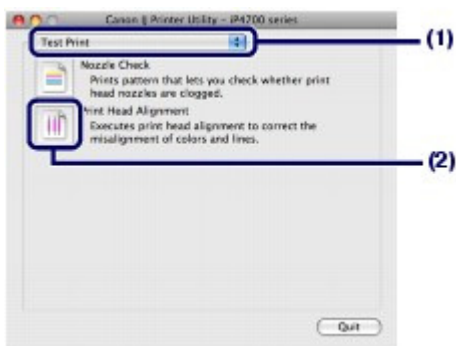 Canon IJ Printer Utility - iP4700 series
Test Print
(1)
Nozzle Check
Prints pattern that lets you check whether print
head nozzles are clogged.
Print Head Alignment
Executes print head alignment to correct the
misalignment of colors and lines.
(2)
Quit